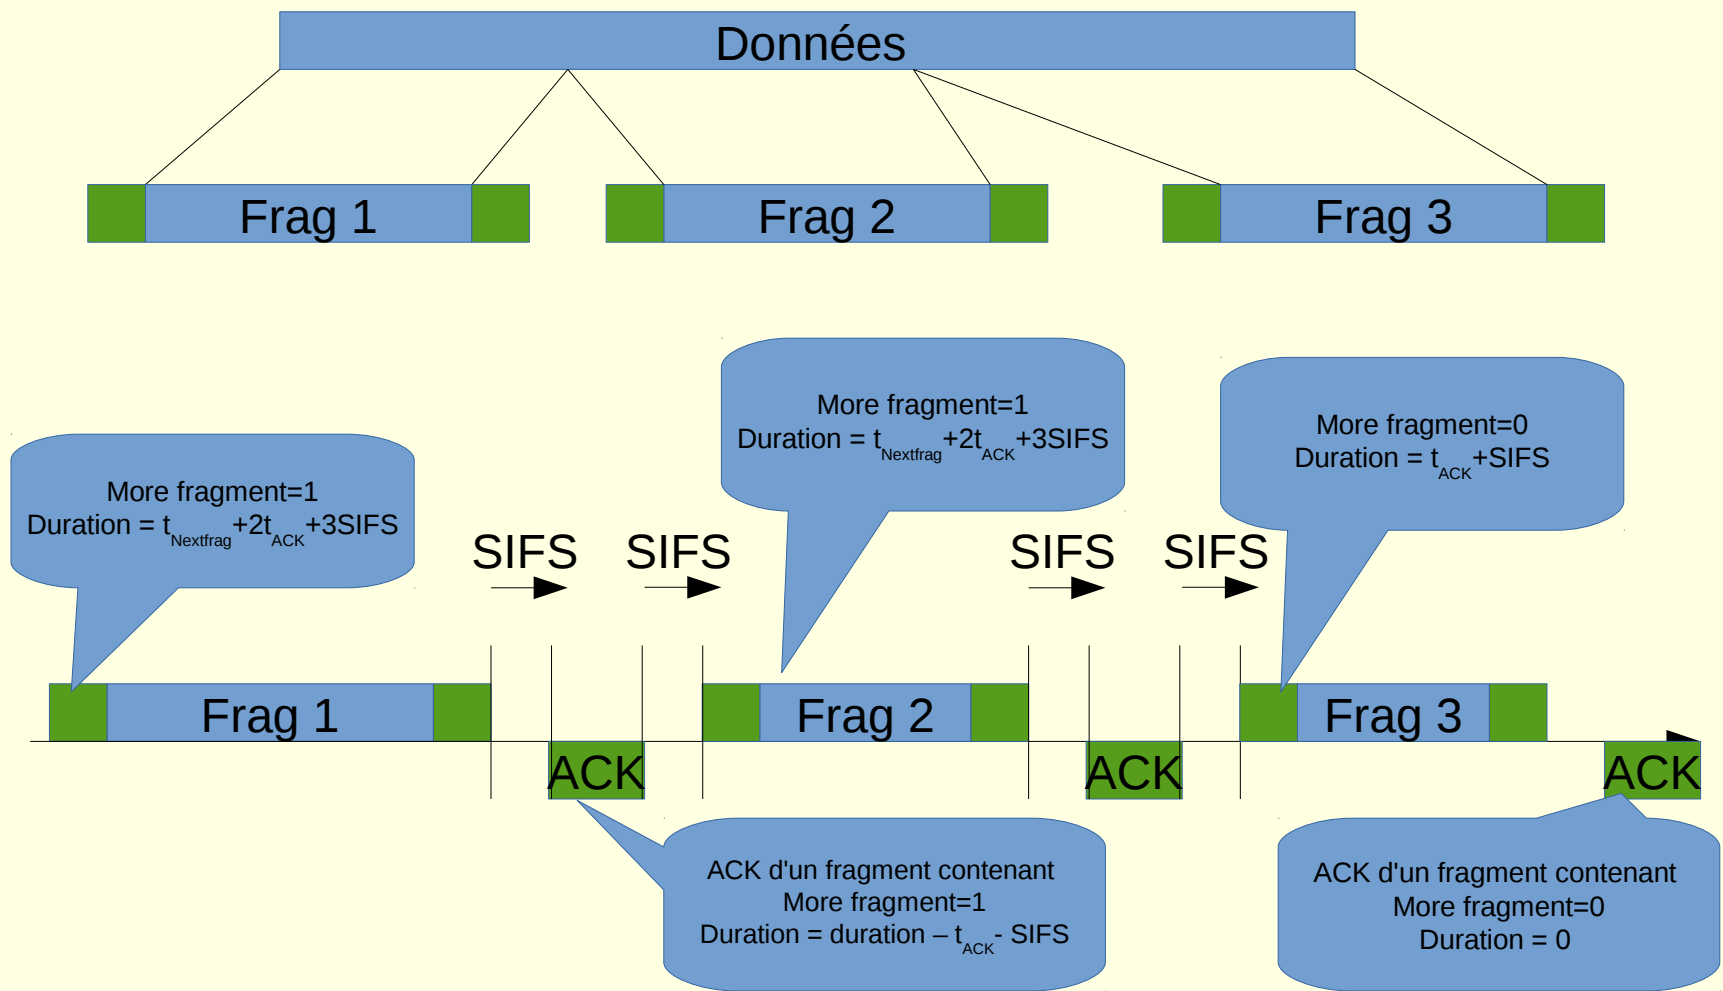 Données
Frag 1
Frag 2
Frag 3
More fragment=1
Duration = tNextfrag+2tACK+3SIFS
More fragment=1
Duration = tNextfrag+2tACK+3SIFS
More fragment=0
Duration = tACK+SIFS
SIFS
SIFS
SIFS
SIFS
Frag 1
Frag 2
Frag 3
ACK
ACK
ACK
ACK d'un fragment contenant
More fragment=1
Duration = duration – tACK- SIFS
ACK d'un fragment contenant
More fragment=0
Duration = 0